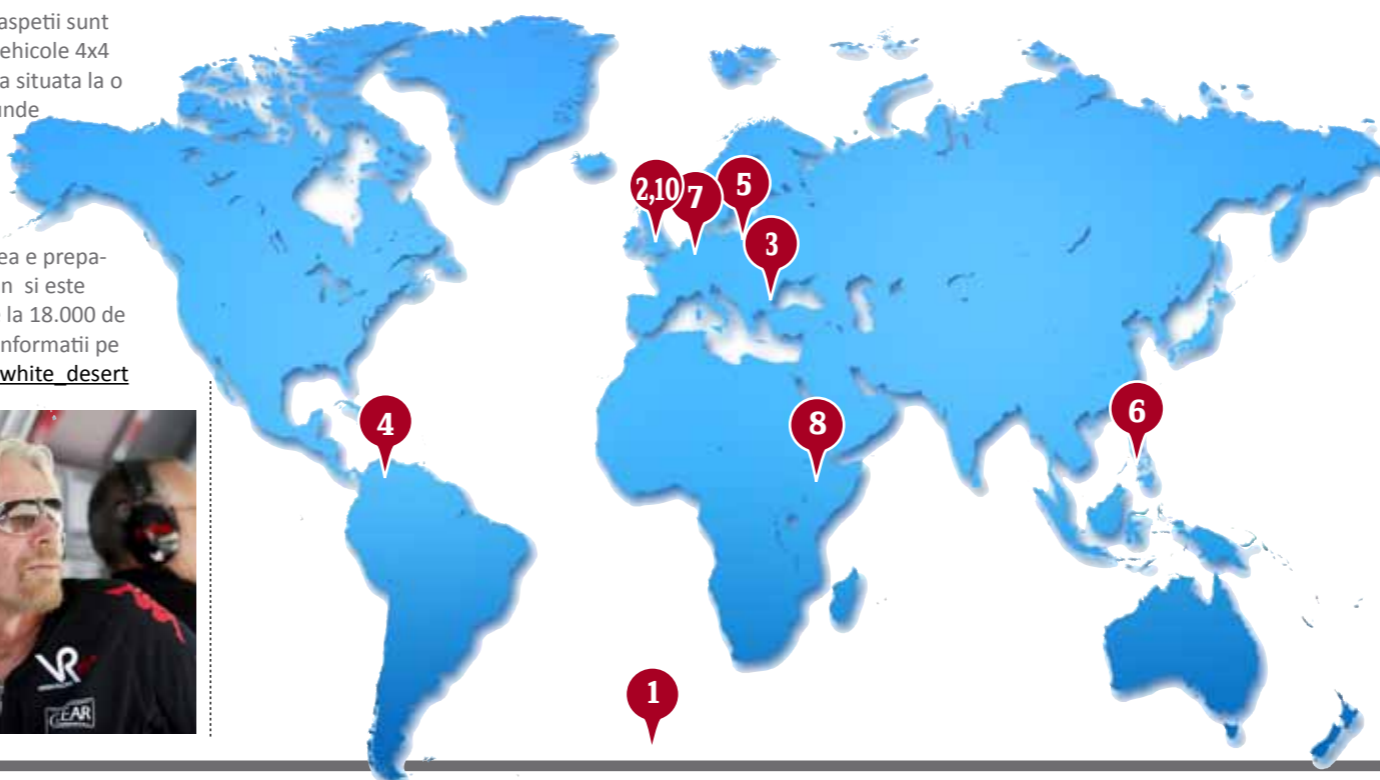 aspetii sunt
ehicole 4x4
a situata la o
unde
ea e prepa-
n si este
la 18.000 de
nformatii pe
white_desert
2,10
7
5
3
4
8
6
1
VR
GEAR